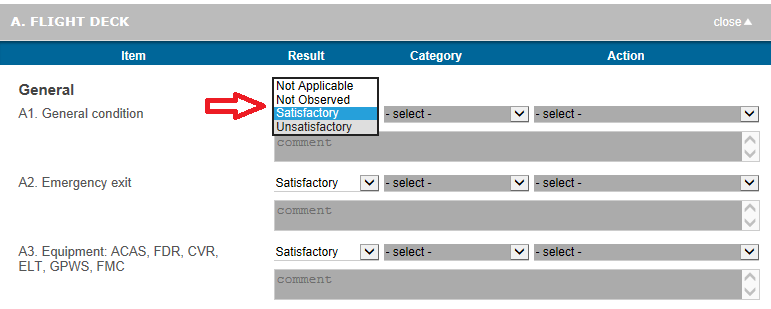 A. FLIGHT DECK close
Item Result Category Action
General
Not Applicable
Not Observed
A1. General condition Satisfactory - select - - select -
Unsatisfactory
comment
A2. Emergency exit Satisfactory - select - - select -
comment
A3. Equipment: ACAS, FDR, CVR, Satisfactory - select - - select -
ELT, GPWS, FMC
comment